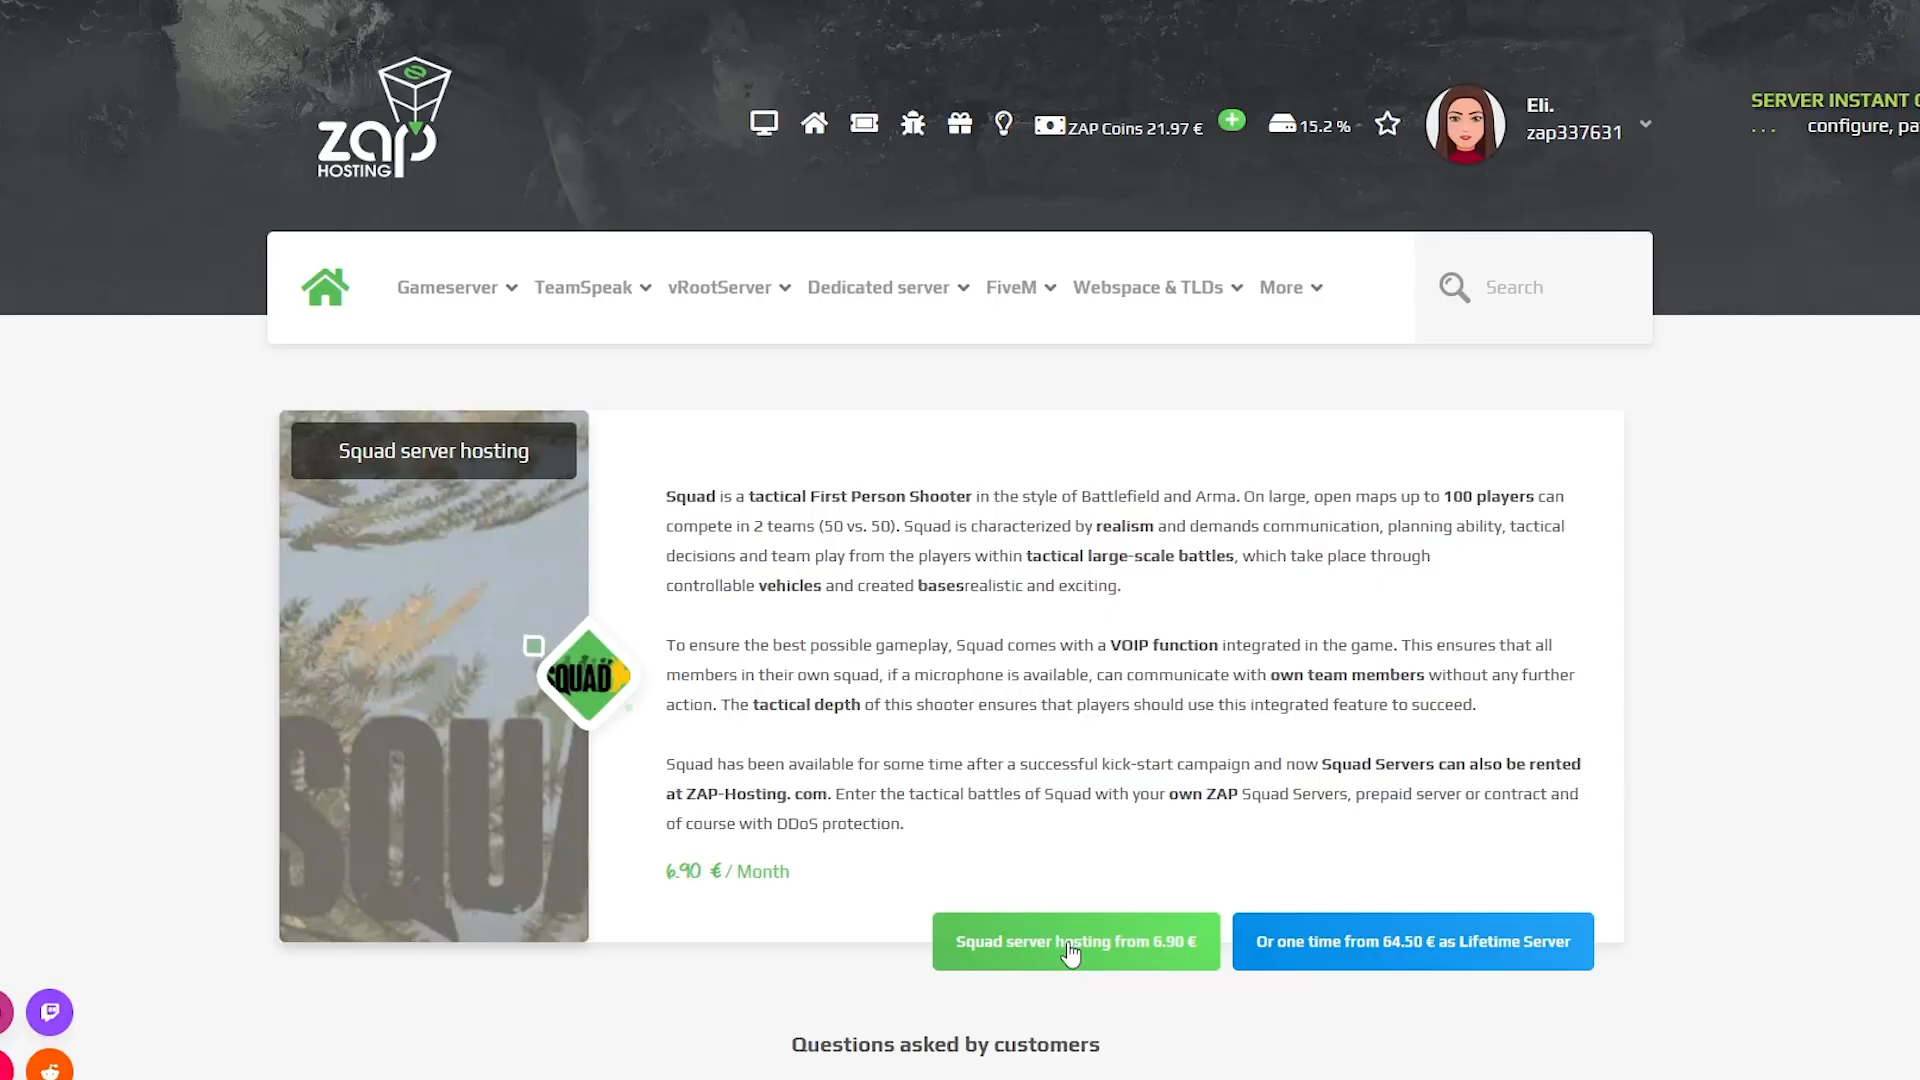 zap
HOSTING
ZAP Coins 21.97 €
15.2 %
Eli.
zap337631
SERVER INSTANT
. . . configure, pa
Gameserver
TeamSpeak
vRootServer
Dedicated server
FiveM
Webspace & TLDs
More
Search
Squad server hosting
Squad is a tactical First Person Shooter in the style of Battlefield and Arma. On large, open maps up to 100 players can
compete in 2 teams (50 vs. 50). Squad is characterized by realism and demands communication, planning ability, tactical
decisions and team play from the players within tactical large-scale battles, which take place through
controllable vehicles and created basesrealistic and exciting.
SQUAD
To ensure the best possible gameplay, Squad comes with a VOIP function integrated in the game. This ensures that all
members in their own squad, if a microphone is available, can communicate with own team members without any further
action. The tactical depth of this shooter ensures that players should use this integrated feature to succeed.
SQUA
Squad has been available for some time after a successful kick-start campaign and now Squad Servers can also be rented
at ZAP-Hosting. com. Enter the tactical battles of Squad with your own ZAP Squad Servers, prepaid server or contract and
of course with DDoS protection.
6.90 € / Month
Squad server hosting from 6.90 €
Or one time from 64.50 € as Lifetime Server
Questions asked by customers